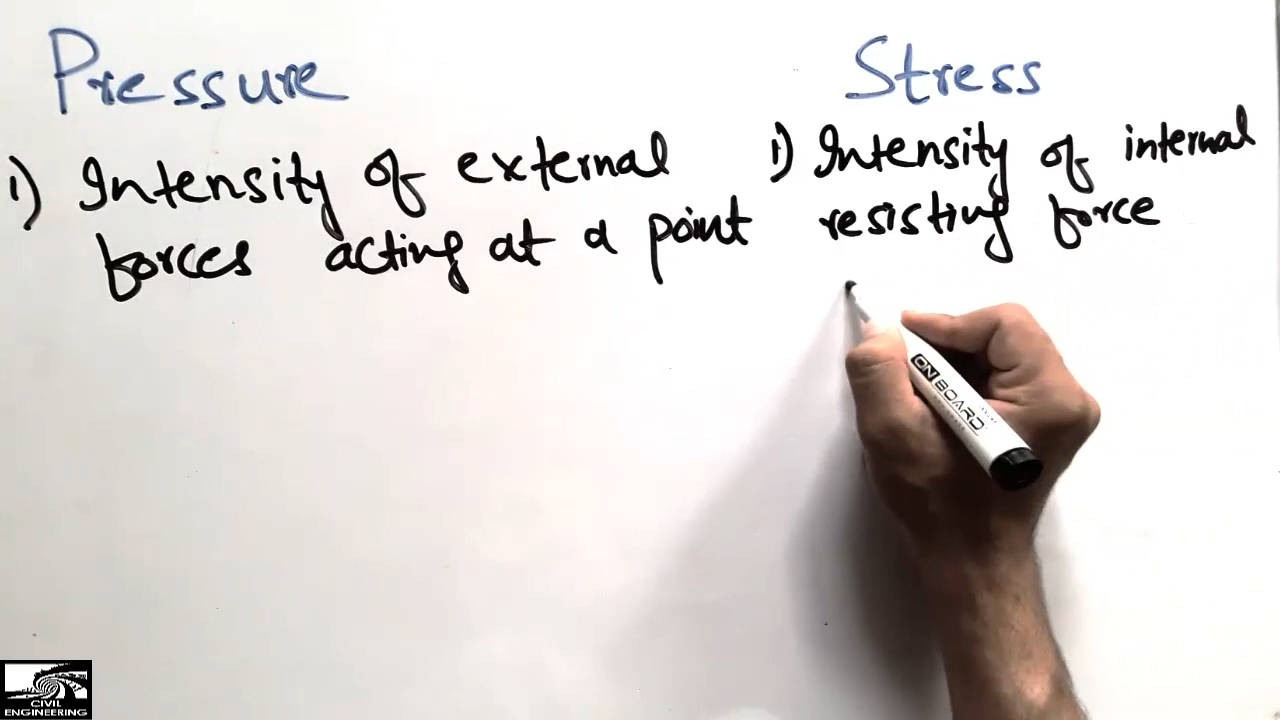 Pressure
1) Intensity of external
forces acting at a point
Stress
1) Intensity of internal
resisting force
ON BOARD
CIVIL
ENGINEERING